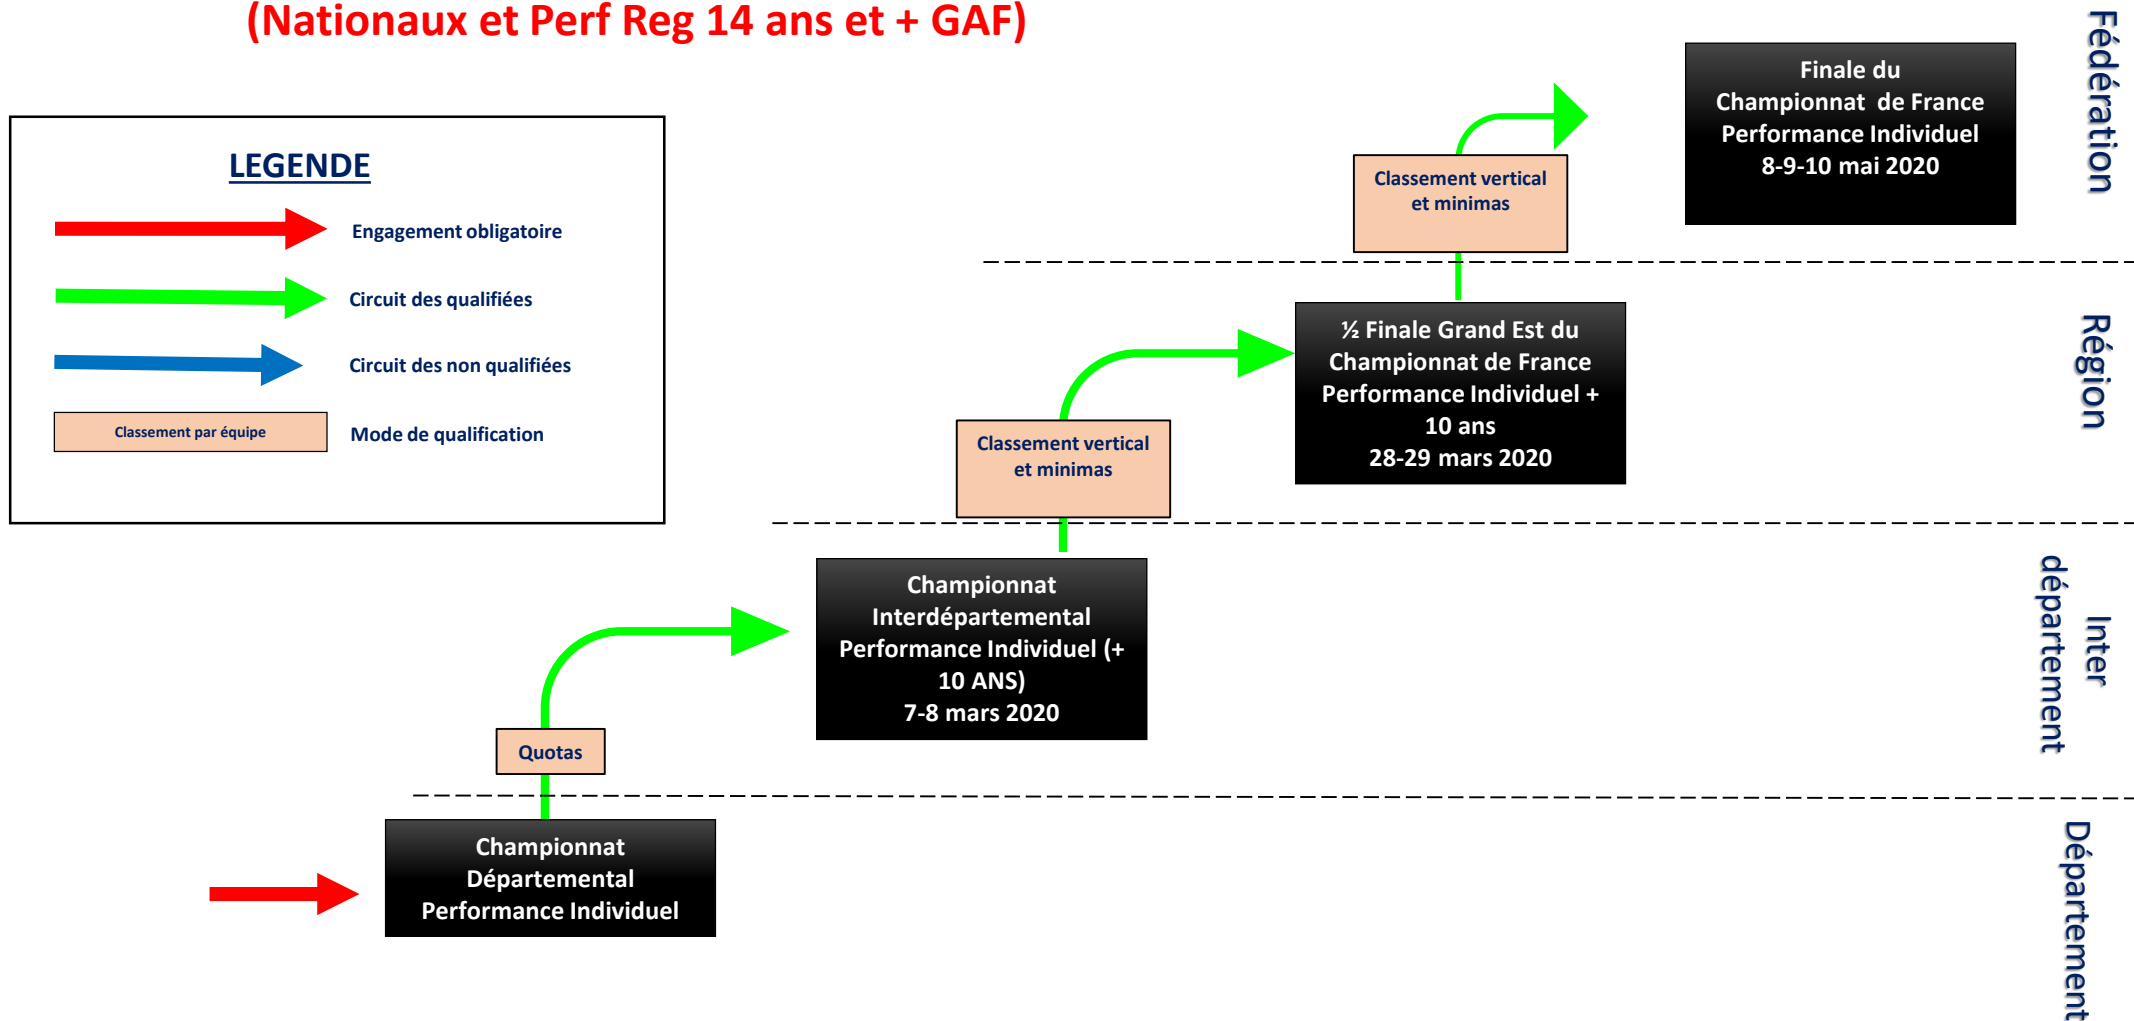 (Nationaux et Perf Reg 14 ans et + GAF)
LEGENDE
Engagement obligatoire
Circuit des qualifiées
Circuit des non qualifiées
Classement par équipe
Mode de qualification
Finale du
Championnat de France
Performance Individuel
8-9-10 mai 2020
Fédération
Classement vertical
et minimas
½ Finale Grand Est du
Championnat de France
Performance Individuel +
10 ans
28-29 mars 2020
Région
Classement vertical
et minimas
Championnat
Interdépartemental
Performance Individuel (+
10 ANS)
7-8 mars 2020
Inter
département
Quotas
Championnat
Départemental
Performance Individuel
Département